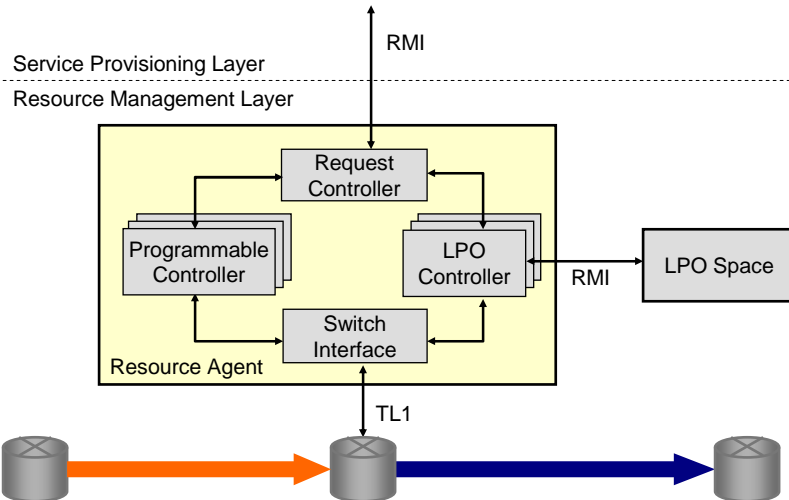 RMI
Service Provisioning Layer
Resource Management Layer
Request
Controller
Programmable
Controller
LPO
Controller
RMI
LPO Space
Switch
Interface
Resource Agent
TL1